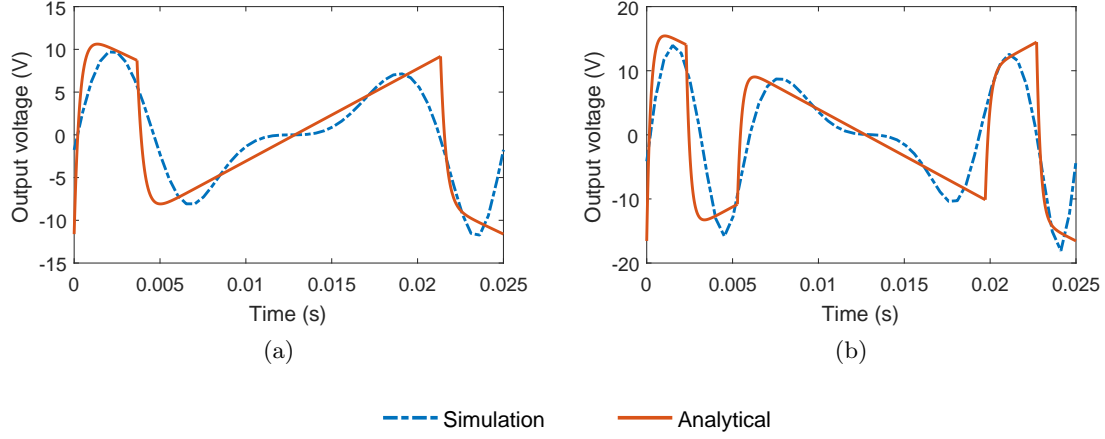 15
10
5
0
-5
-10
-15
Output voltage (V)
0 0.005 0.01 0.015 0.02 0.025
Time (s)
(a)
20
10
0
-10
-20
Output voltage (V)
0 0.005 0.01 0.015 0.02 0.025
Time (s)
(b)
Simulation Analytical